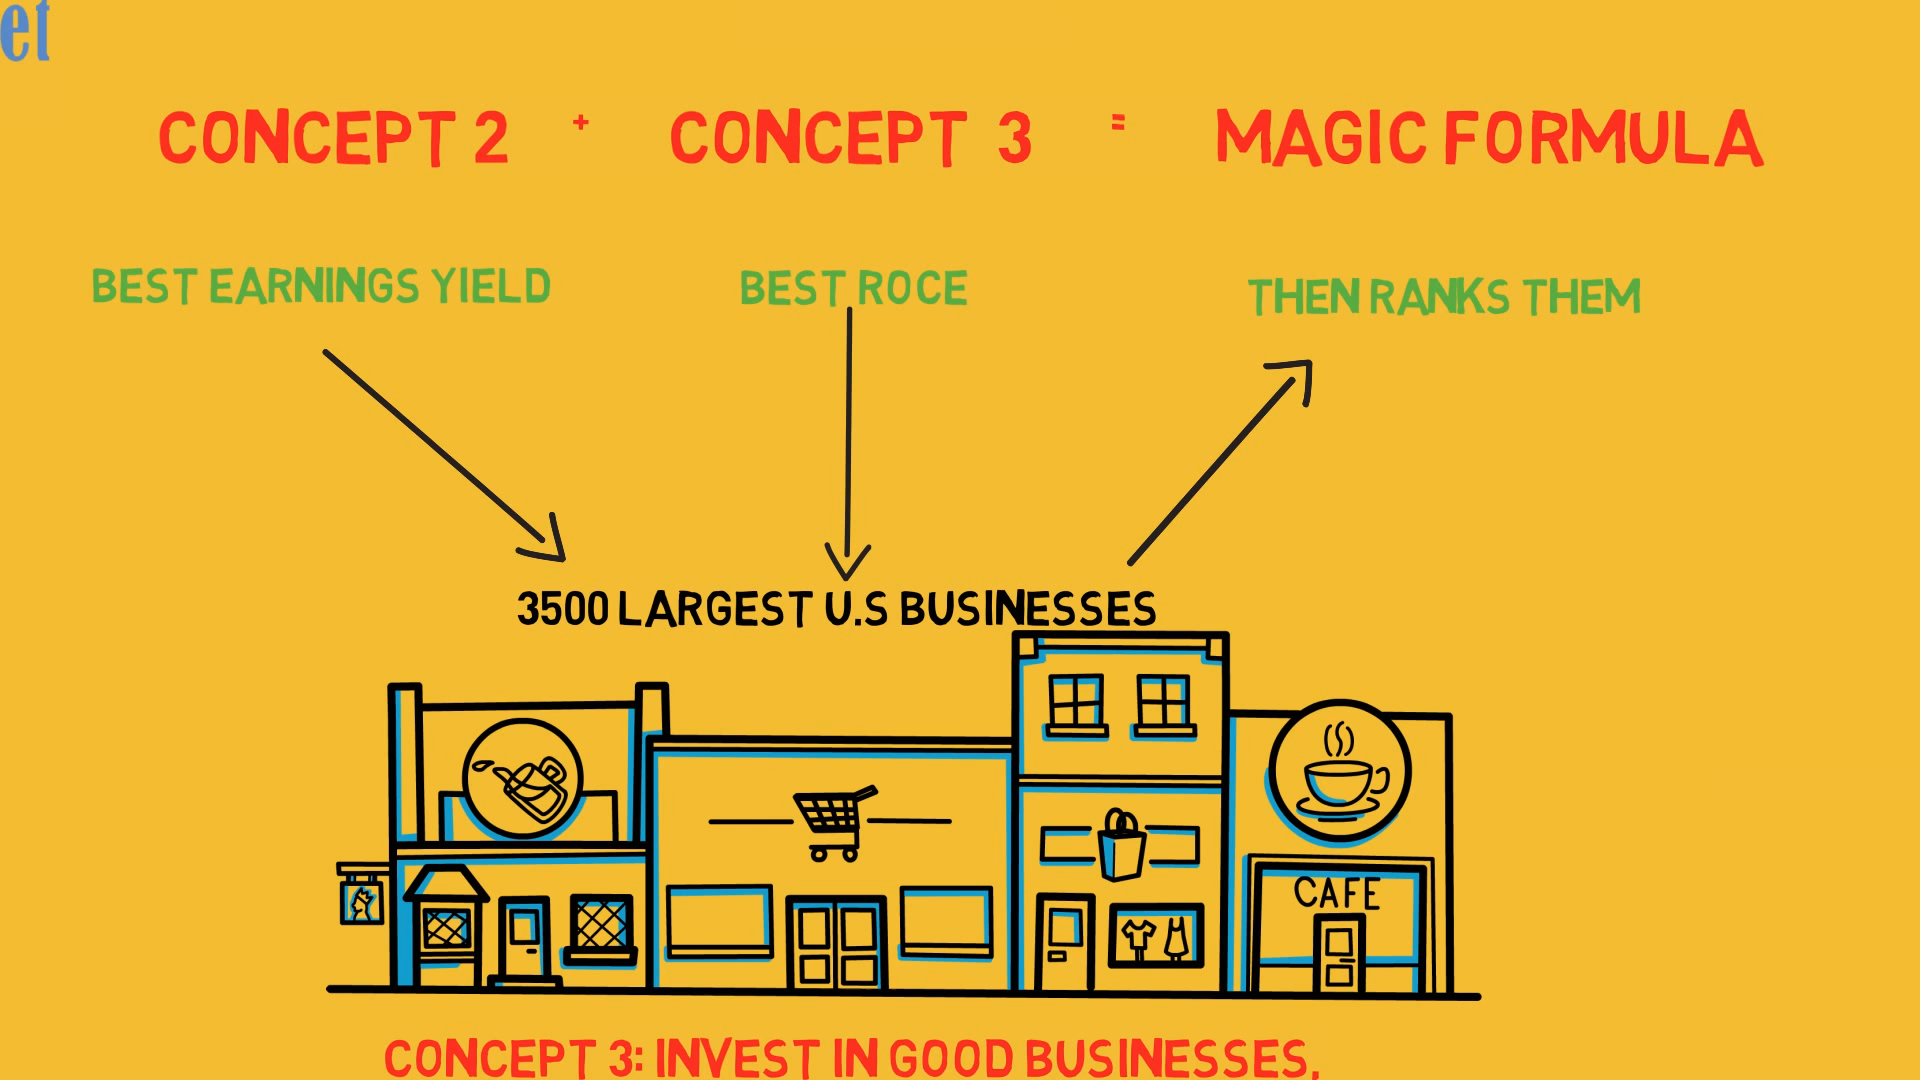 et
CONCEPT 2 + CONCEPT 3 = MAGIC FORMULA
BEST EARNINGS YIELD BEST ROCE THEN RANKS THEM
3500 LARGEST U.S BUSINESSES
CAFE
CONCEPT 3: INVEST IN GOOD BUSINESSES,